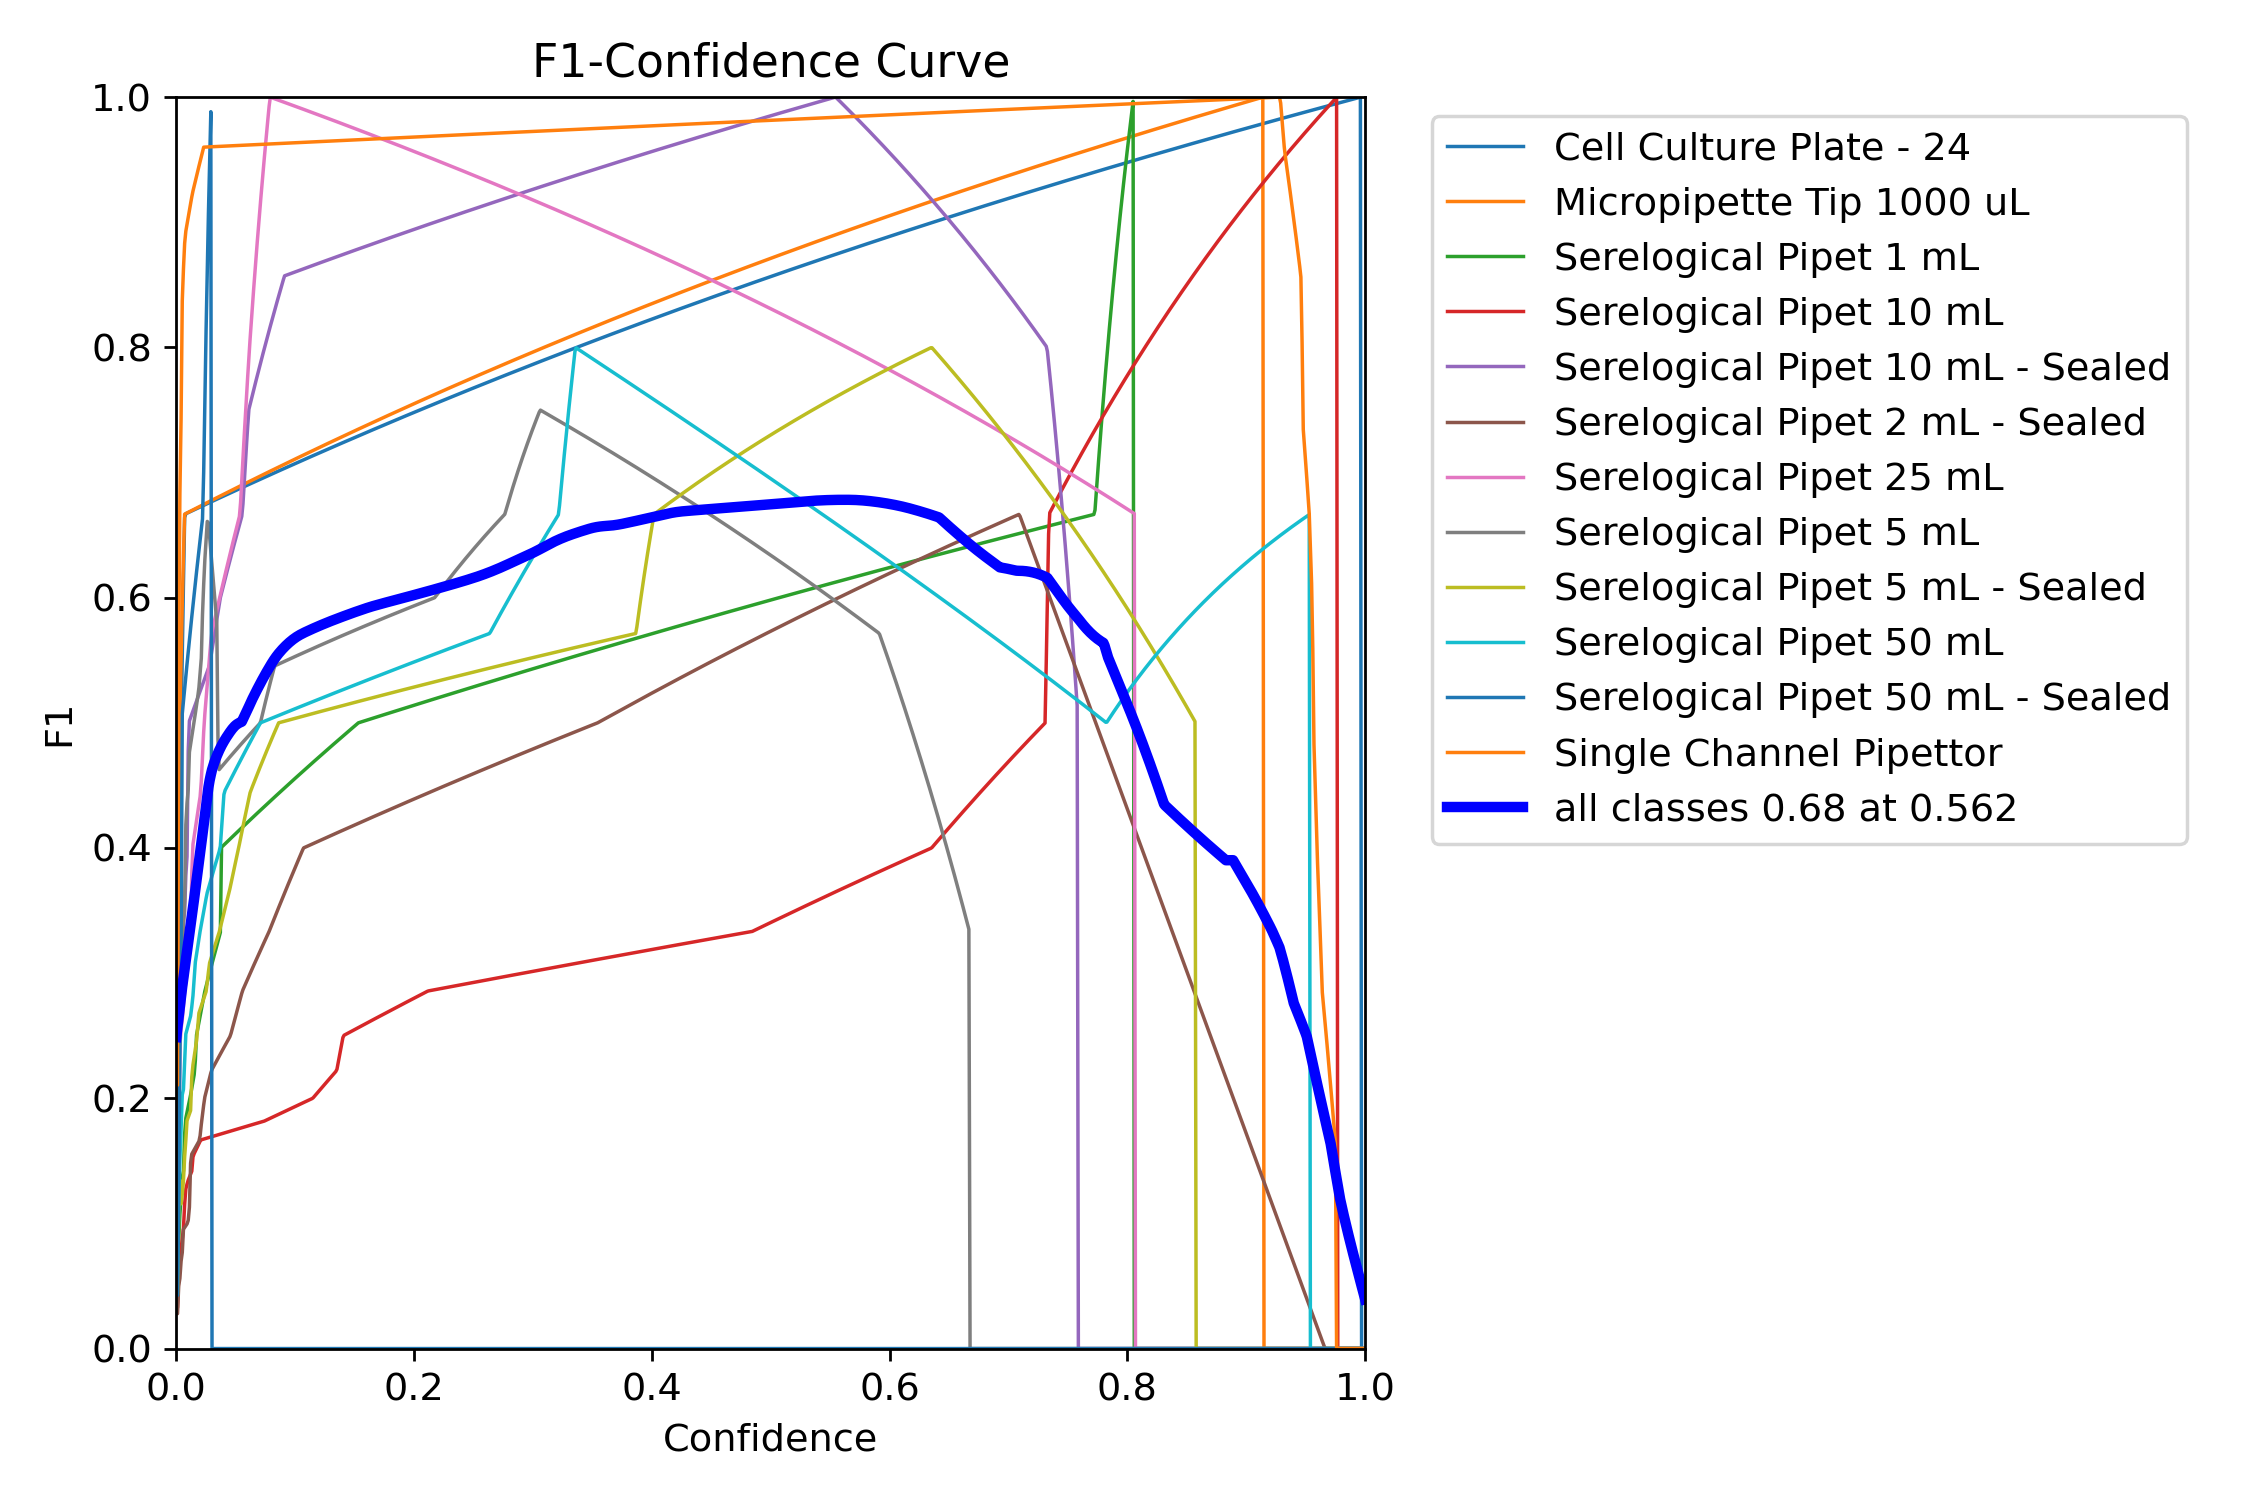 F1-Confidence Curve
1.0
0.8
0.6
0.4
0.2
0.0
F1
0.0 0.2 0.4 0.6 0.8 1.0
Confidence
Cell Culture Plate - 24
Micropipette Tip 1000 uL
Serelogical Pipet 1 mL
Serelogical Pipet 10 mL
Serelogical Pipet 10 mL - Sealed
Serelogical Pipet 2 mL - Sealed
Serelogical Pipet 25 mL
Serelogical Pipet 5 mL
Serelogical Pipet 5 mL - Sealed
Serelogical Pipet 50 mL
Serelogical Pipet 50 mL - Sealed
Single Channel Pipettor
all classes 0.68 at 0.562